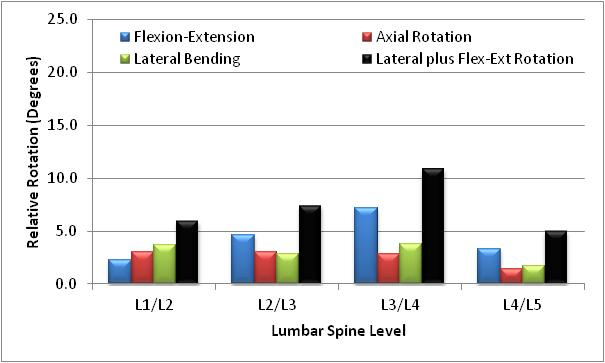 25.0
Flexion-Extension
Axial Rotation
Lateral Bending
Lateral plus Flex-Ext Rotation
20.0
15.0
10.0
5.0
0.0
Relative Rotation (Degrees)
L1/L2
L2/L3
L3/L4
L4/L5
Lumbar Spine Level